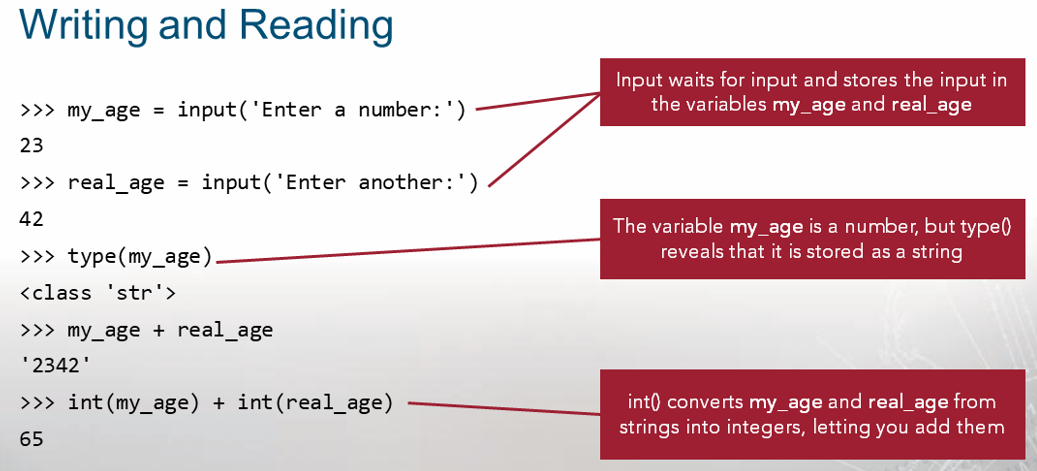 Writing and Reading
>>> my_age = input('Enter a number:')
23
>>> real_age = input('Enter another:')
42
>>> type(my_age)
<class 'str'>
>>> my_age + real_age
'2342'
>>> int(my_age) + int(real_age)
65
Input waits for input and stores the input in
the variables my_age and real_age
The variable my_age is a number, but type()
reveals that it is stored as a string
int() converts my_age and real_age from
strings into integers, letting you add them